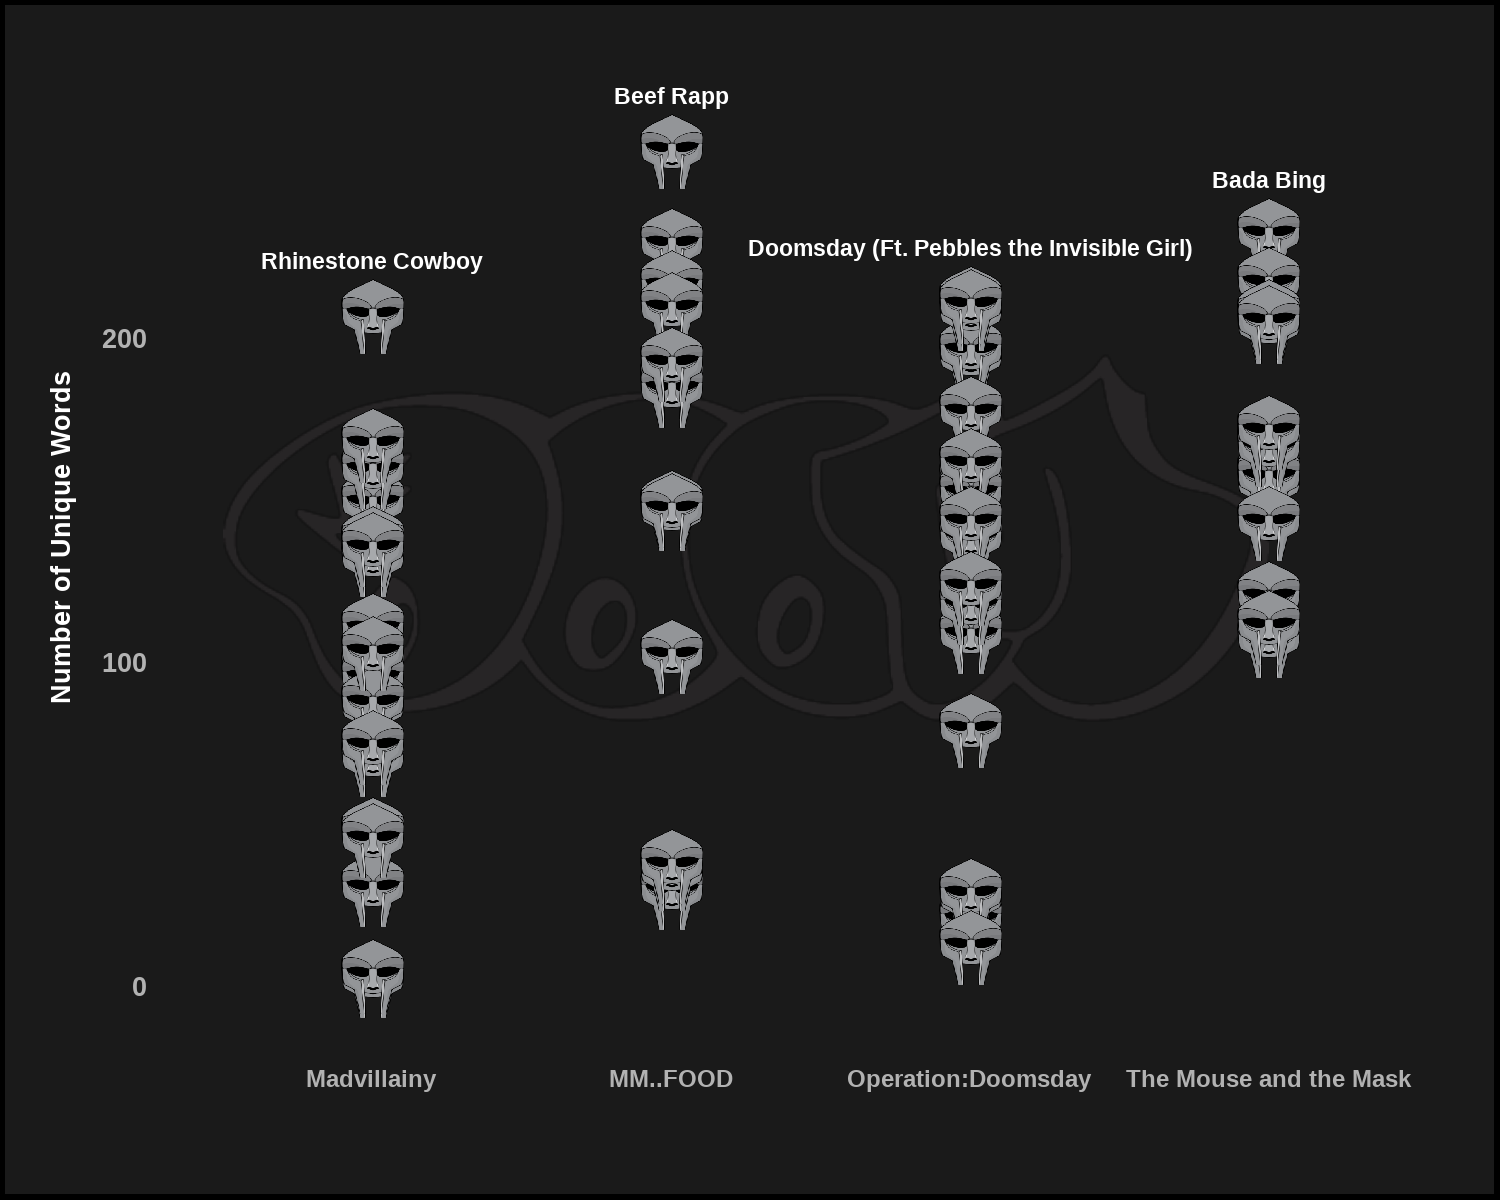 Beef Rapp
Bada Bing
Doomsday (Ft. Pebbles the Invisible Girl)
Rhinestone Cowboy
Number of Unique Words
200
100
0
Madvillainy
MM..FOOD
Operation:Doomsday
The Mouse and the Mask